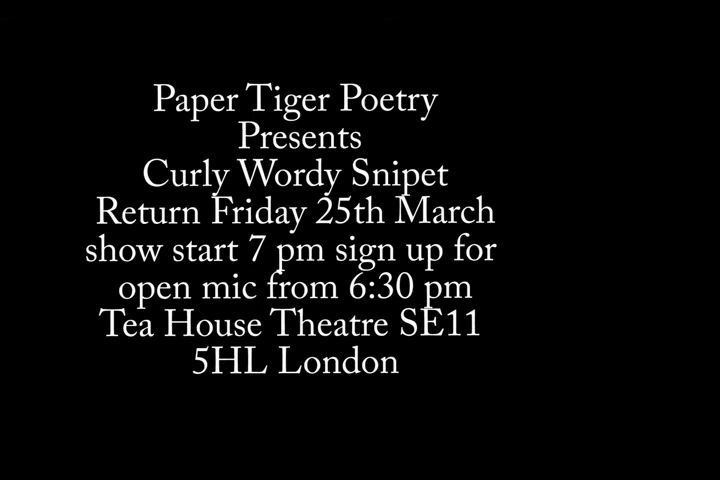 Paper Tiger Poetry
Presents
Curly Wordy Snipet
Return Friday 25th March
show start 7 pm sign up for
open mic from 6:30 pm
Tea House Theatre SE11
5HL London